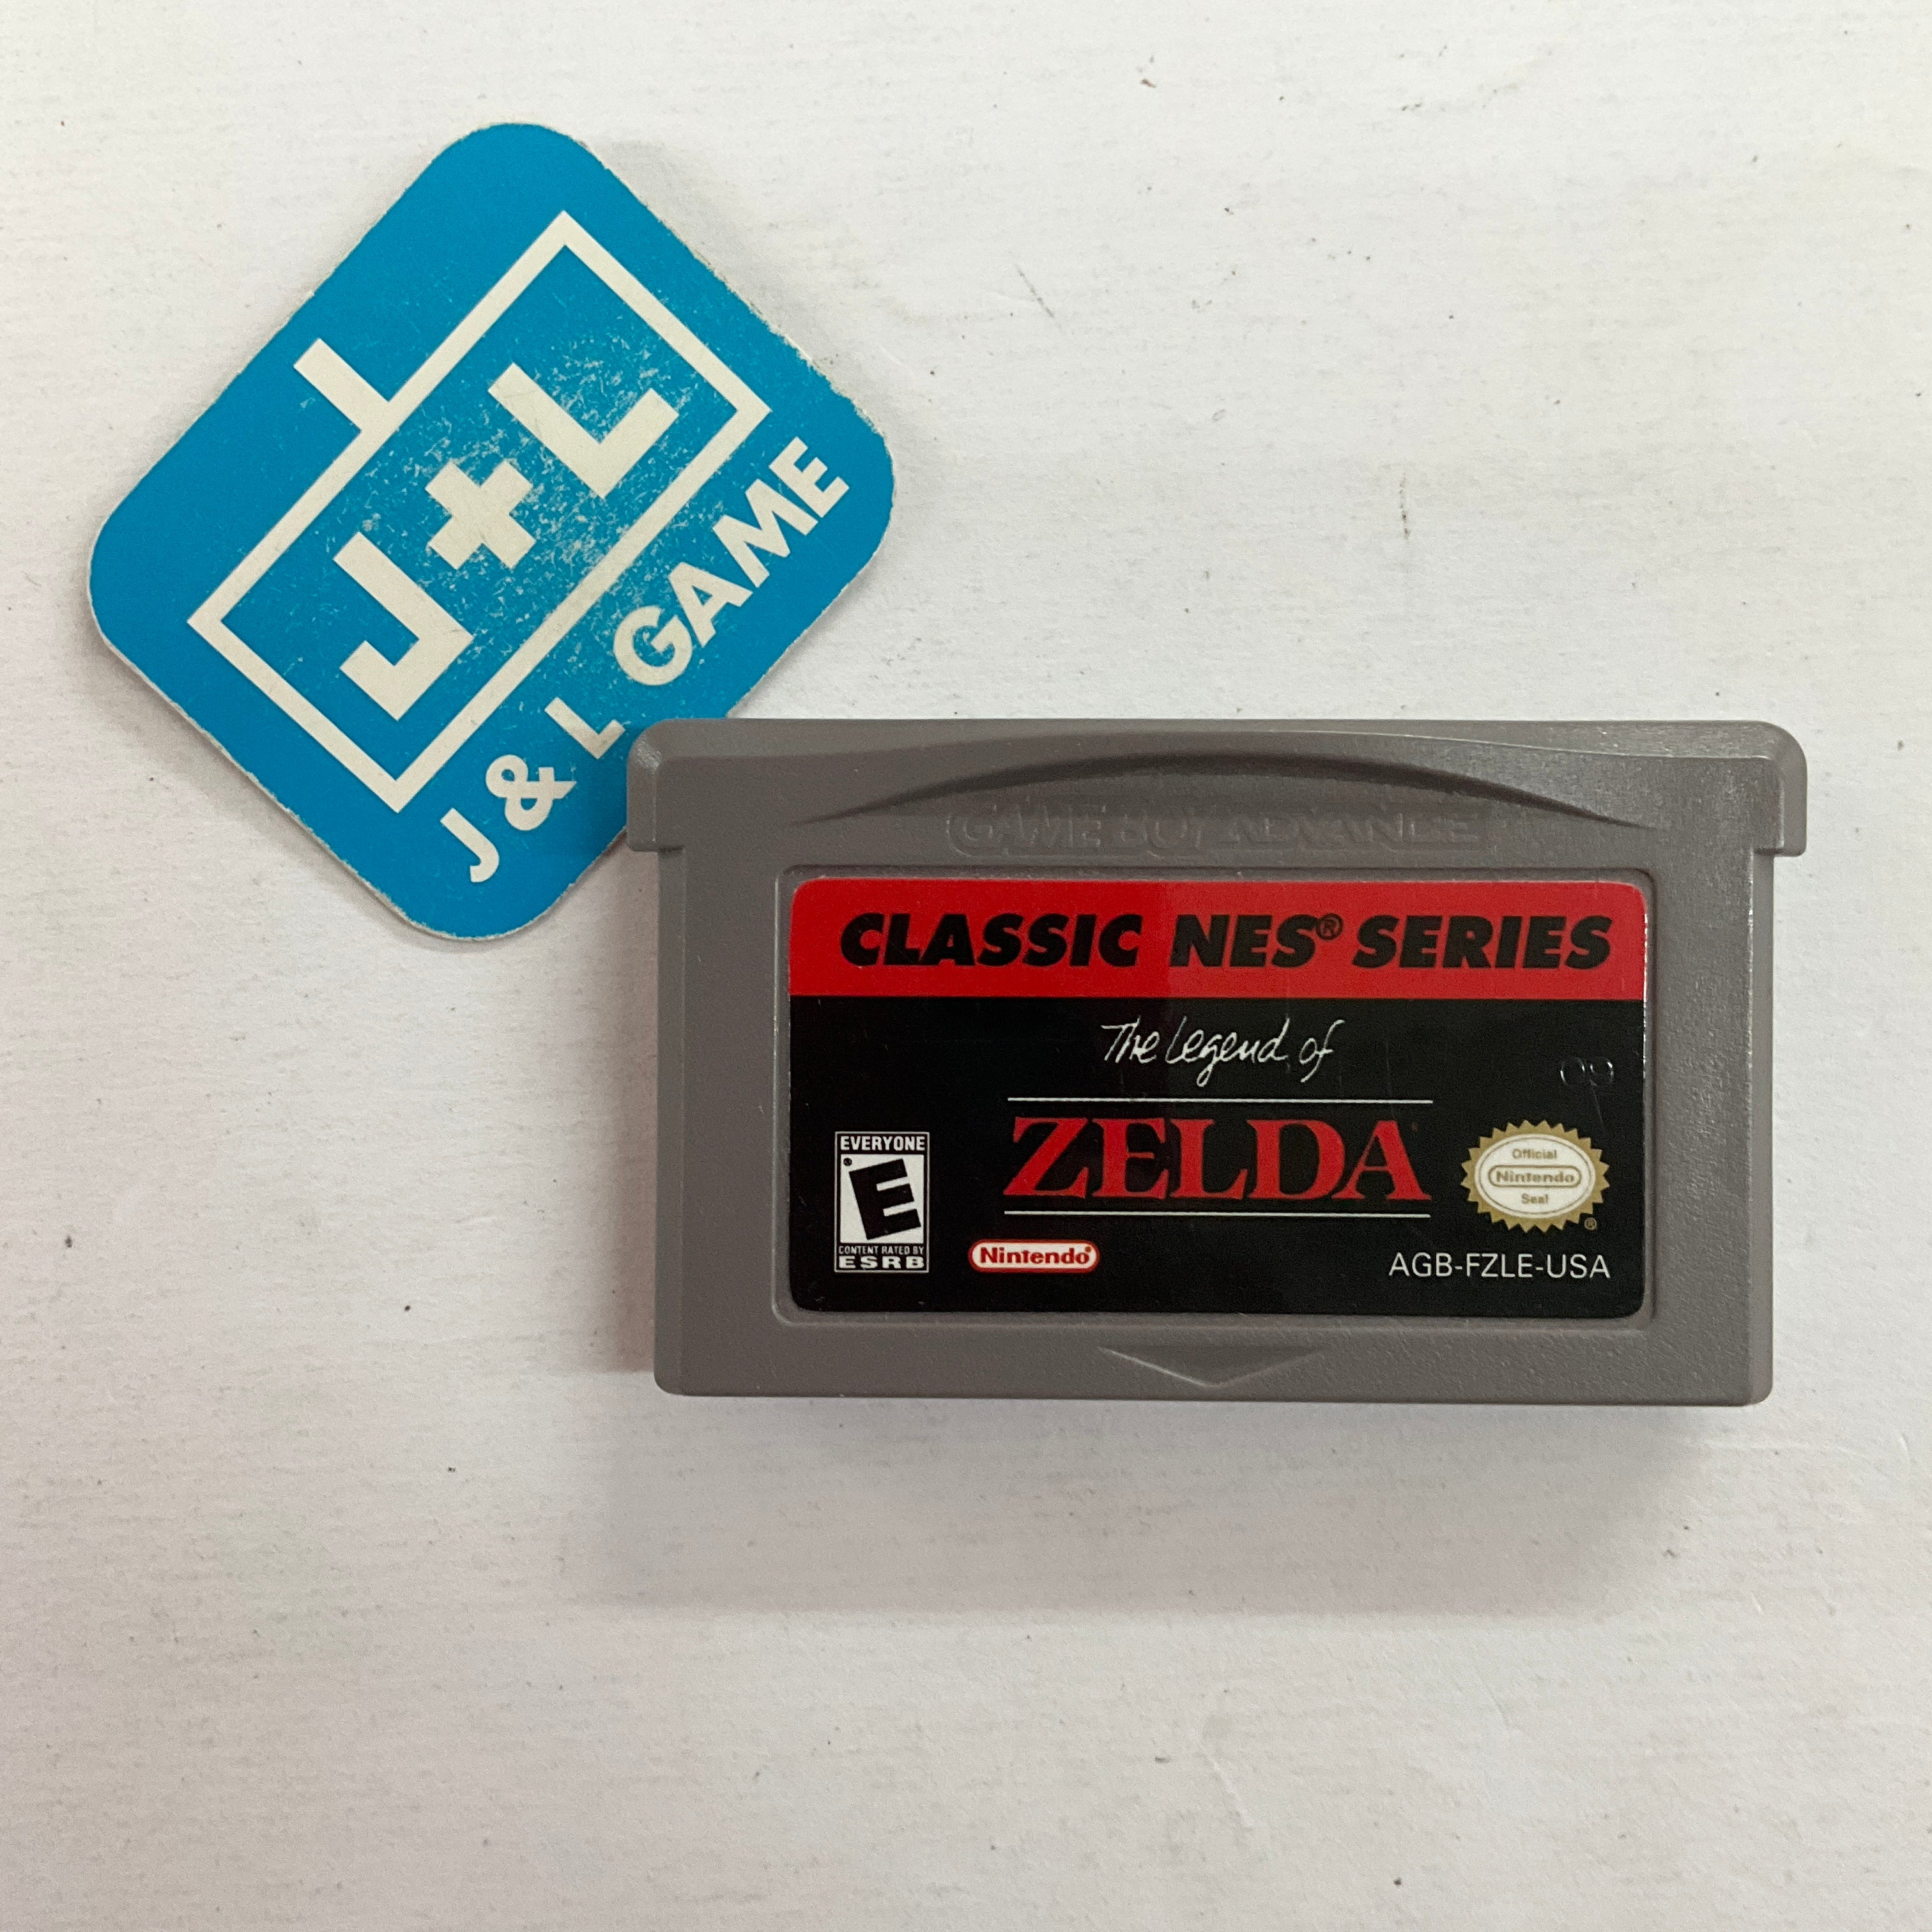 J+L
J & L GAME
GAME BOY ADVANCE
CLASSIC NES® SERIES
The Legend of
ZELDA
09
EVERYONE
E
CONTENT RATED BY
ESRB
Nintendo®
Official
Nintendo
Seal
®
AGB-FZLE-USA